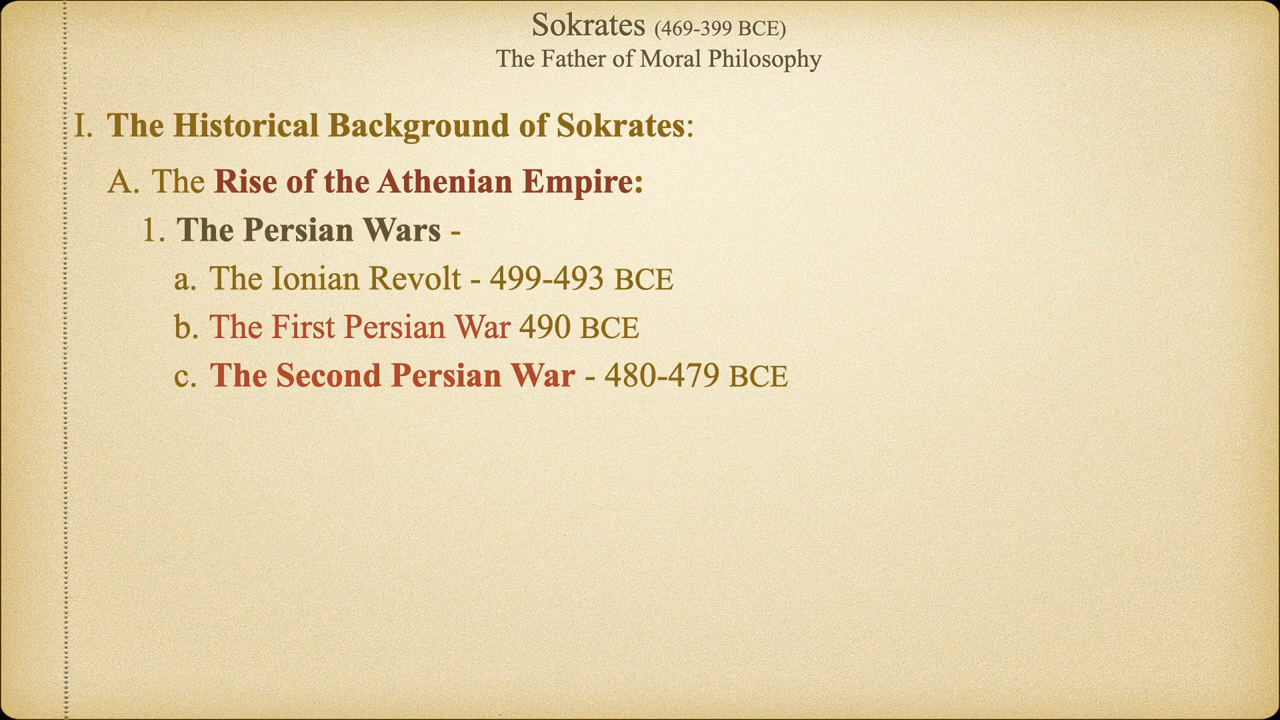 Sokrates (469-399 BCE)
The Father of Moral Philosophy
I. The Historical Background of Sokrates:
A. The Rise of the Athenian Empire:
1. The Persian Wars -
a. The Ionian Revolt - 499-493 BCE
b. The First Persian War 490 BCE
c. The Second Persian War - 480-479 BCE